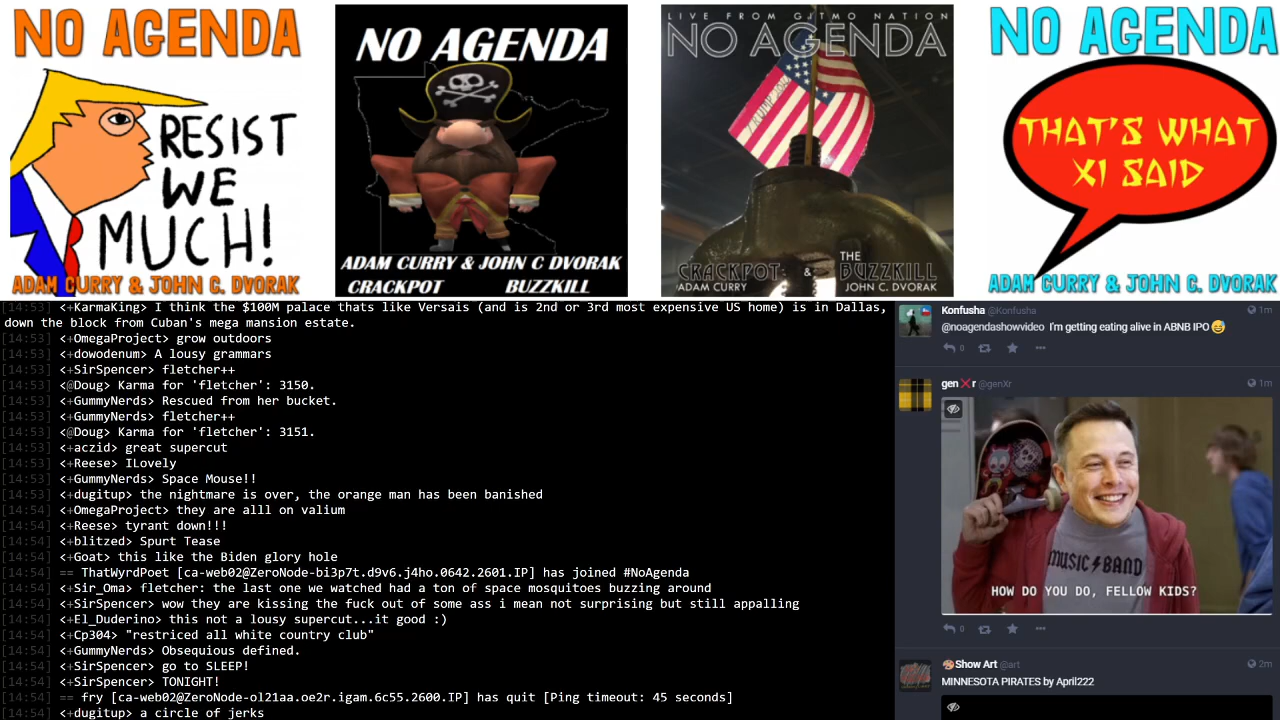 NO AGENDA
RESIST
WE
MUCH!
ADAM CURRY & JOHN C. DVORAK
NO AGENDA
ADAM CURRY & JOHN C DVORAK
CRACKPOT BUZZKILL
LIVE FROM GITMO NATION
NO AGENDA
TRUMP
CRACKPOT & THE BUZZKILL
ADAM CURRY JOHN C. DVORAK
NO AGENDA
THAT'S WHAT
XI SAID
ADAM CURRY & JOHN C. DVORAK
[14:53] <+KarmaKing> I think the $100M palace thats like Versais (and is 2nd or 3rd most expensive US home) is in Dallas,
down the block from Cuban's mega mansion estate.
[14:53] <+OmegaProject> grow outdoors
[14:53] <+dowodenum> A lousy grammars
[14:53] <+SirSpencer> fletcher++
[14:53] <@Doug> Karma for 'fletcher': 3150.
[14:53] <+GummyNerds> Rescued from her bucket.
[14:53] <+GummyNerds> fletcher++
[14:53] <@Doug> Karma for 'fletcher': 3151.
[14:53] <+aczid> great supercut
[14:53] <+Reese> ILovely
[14:53] <+GummyNerds> Space Mouse!!
[14:53] <+dugitup> the nightmare is over, the orange man has been banished
[14:54] <+OmegaProject> they are alll on valium
[14:54] <+Reese> tyrant down!!!
[14:54] <+blitzed> Spurt Tease
[14:54] <+Goat> this like the Biden glory hole
[14:54] == ThatWyrdPoet [ca-web02@ZeroNode-bi3p7t.d9v6.j4ho.0642.2601.IP] has joined #NoAgenda
[14:54] <+Sir_Oma> fletcher: the last one we watched had a ton of space mosquitoes buzzing around
[14:54] <+SirSpencer> wow they are kissing the fuck out of some ass i mean not surprising but still appalling
[14:54] <+El_Duderino> this not a lousy supercut...it good :)
[14:54] <+Cp304> "restriced all white country club"
[14:54] <+GummyNerds> Obsequious defined.
[14:54] <+SirSpencer> go to SLEEP!
[14:54] <+SirSpencer> TONIGHT!
[14:54] == fry [ca-web02@ZeroNode-ol21aa.oe2r.igam.6c55.2600.IP] has quit [Ping timeout: 45 seconds]
[14:54] <+dugitup> a circle of jerks
Konfusha @Konfusha 1m
@noagendashowvideo I'm getting eating alive in ABNB IPO 😅
0
gen❌r @genXr 1m
MUSIC⚡BAND
HOW DO YOU DO, FELLOW KIDS?
0
🎨Show Art @art 2m
MINNESOTA PIRATES by April222